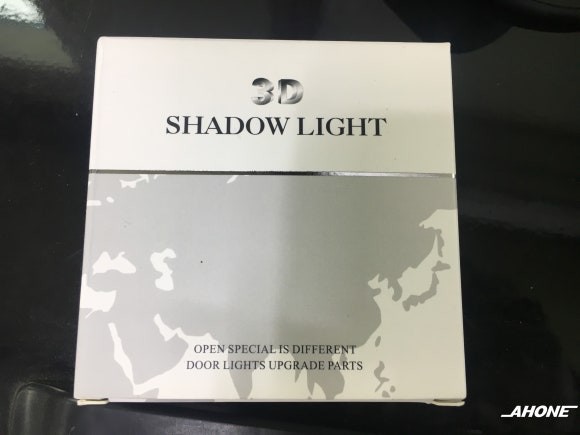 3D
SHADOW LIGHT
OPEN SPECIAL IS DIFFERENT
DOOR LIGHTS UPGRADE PARTS
AHONE